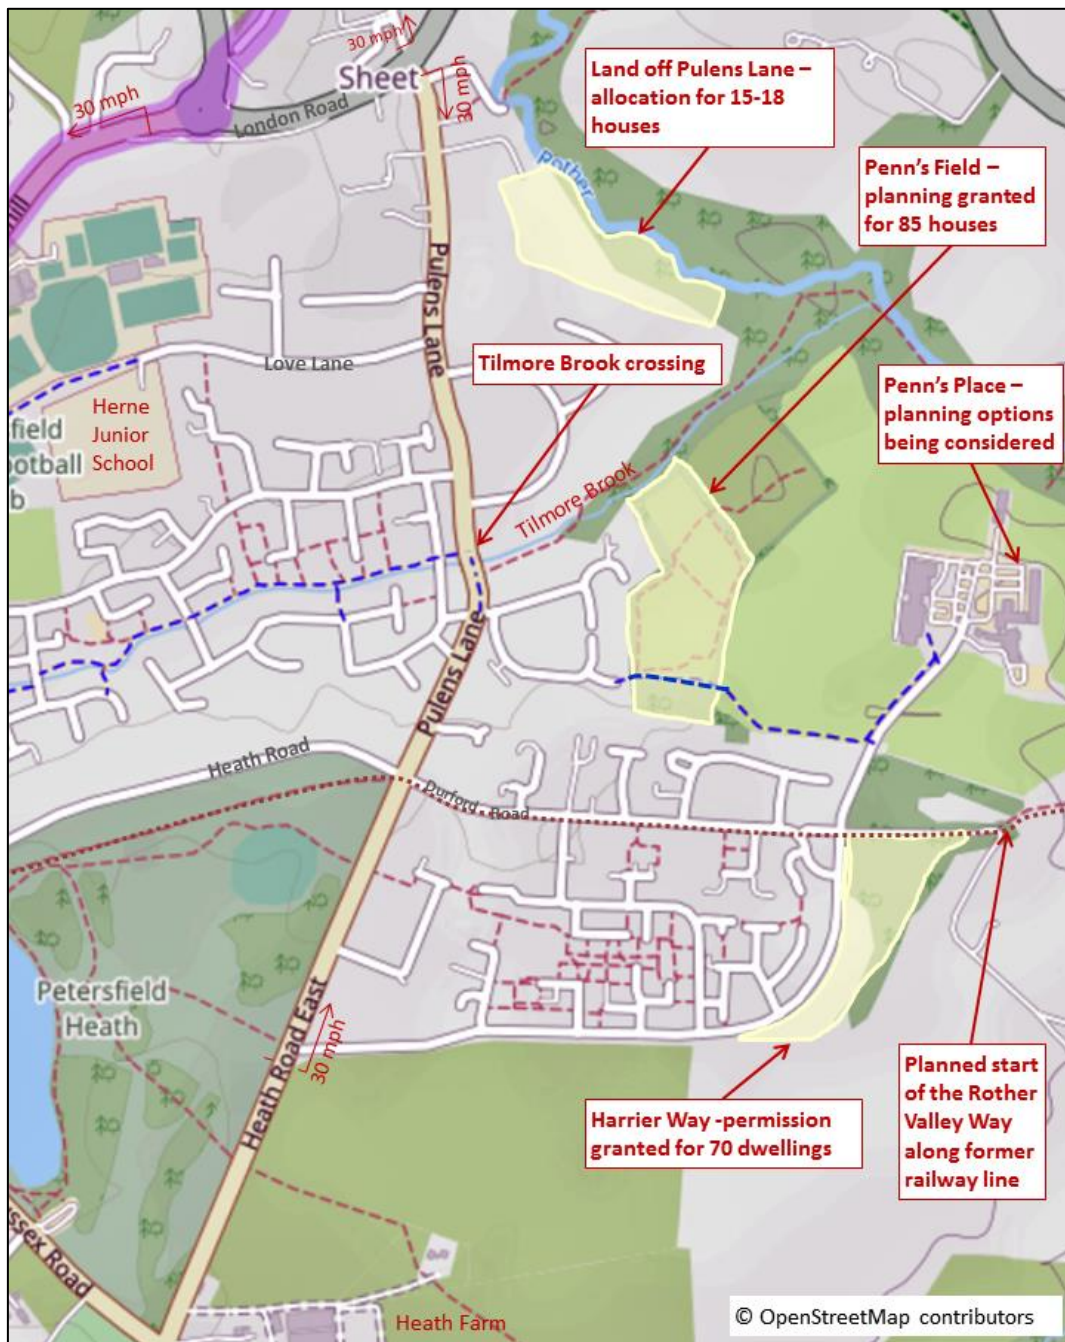 30 mph
Sheet
30 mph
30 mph
London Road
hill
Land off Pulens Lane –
allocation for 15-18
houses
Rother
Penn's Field –
planning granted
for 85 houses
Pulens Lane
Love Lane
Tilmore Brook crossing
Penn's Place –
planning options
being considered
Herne
Junior
School
sfield
ootball
b
Tilmore Brook
Pulens Lane
Heath Road
Durford Road
Petersfield
Heath
Heath Road East
30 mph
Harrier Way -permission
granted for 70 dwellings
Planned start
of the Rother
Valley Way
along former
railway line
ussex Road
Heath Farm
© OpenStreetMap contributors